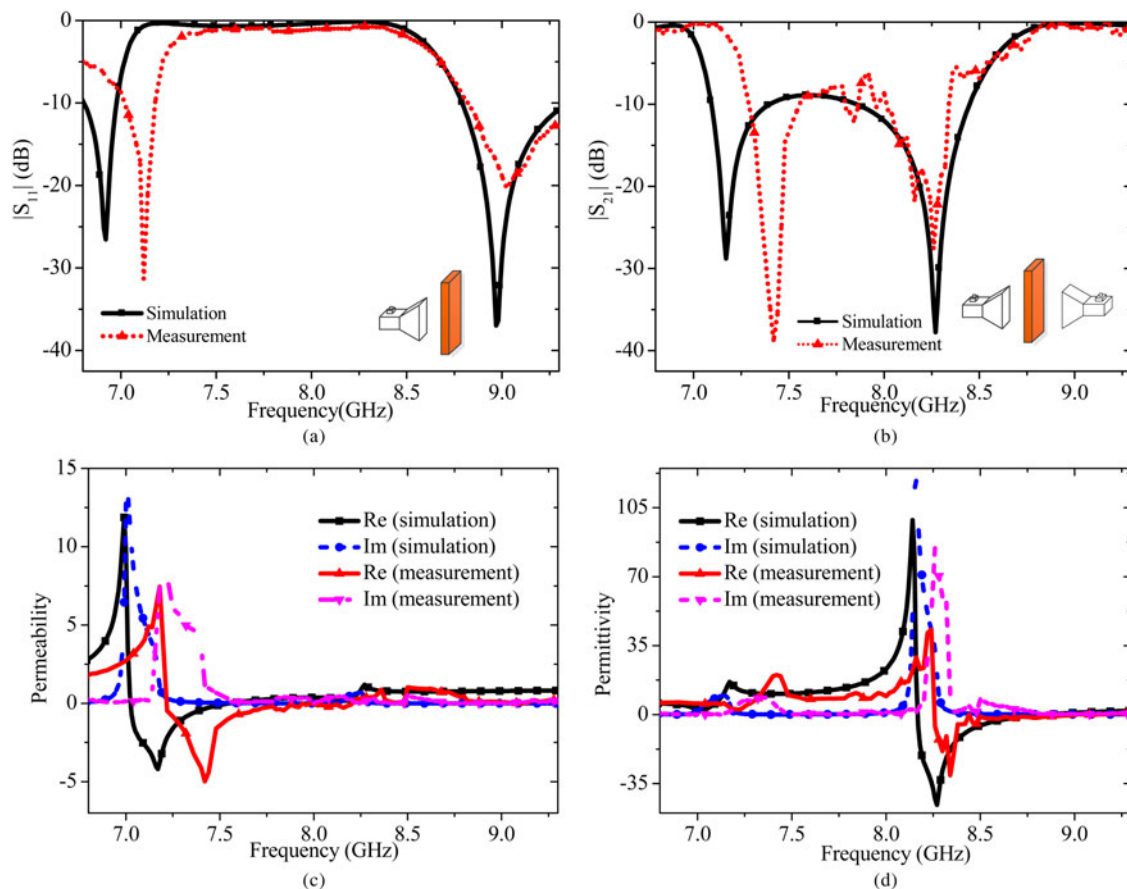 0
-10
-20
-30
-40
|S11| (dB)
Simulation
Measurement
7.0 7.5 8.0 8.5 9.0
Frequency(GHz)
(a)
0
-10
-20
-30
-40
|S21| (dB)
Simulation
Measurement
7.0 7.5 8.0 8.5 9.0
Frequency(GHz)
(b)
15
10
5
0
-5
Permeability
Re (simulation)
Im (simulation)
Re (measurement)
Im (measurement)
7.0 7.5 8.0 8.5 9.0
Frequency (GHz)
(c)
105
70
35
0
-35
Permittivity
Re (simulation)
Im (simulation)
Re (measurement)
Im (measurement)
7.0 7.5 8.0 8.5 9.0
Frequency (GHz)
(d)